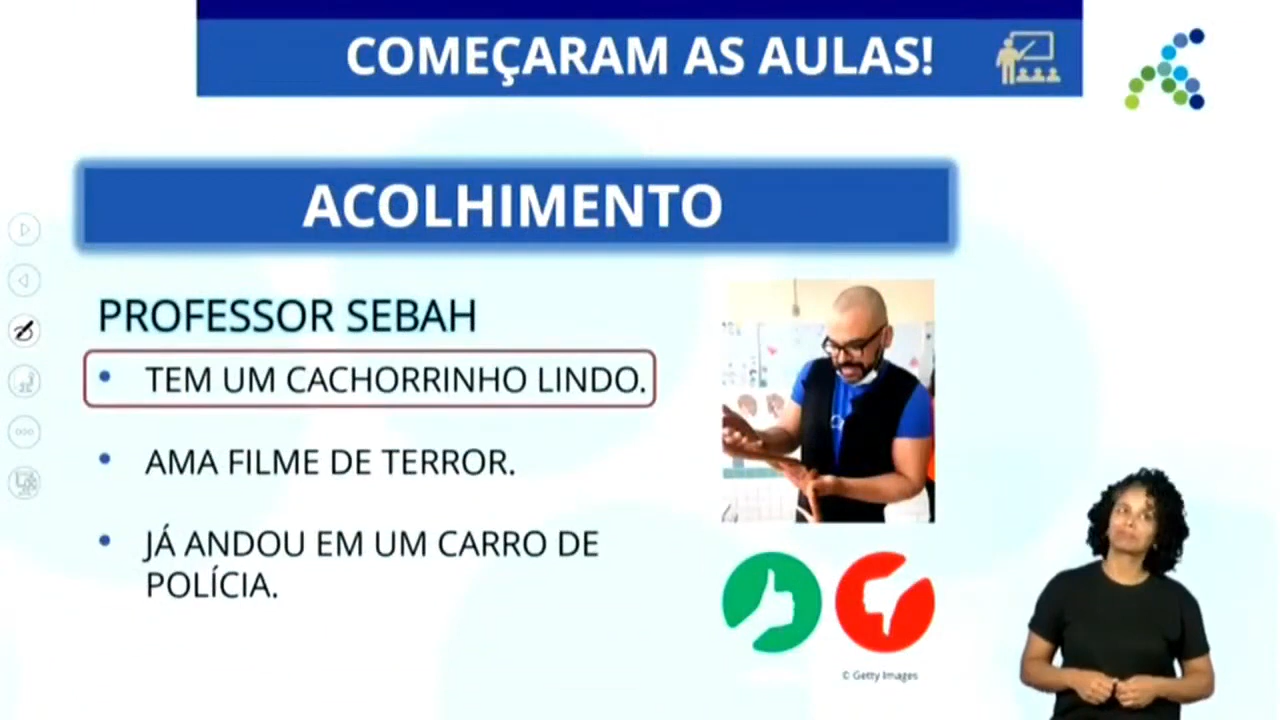 COMEÇARAM AS AULAS!
ACOLHIMENTO
PROFESSOR SEBAH
• TEM UM CACHORRINHO LINDO.
• AMA FILME DE TERROR.
• JÁ ANDOU EM UM CARRO DE
POLÍCIA.
© Getty Images